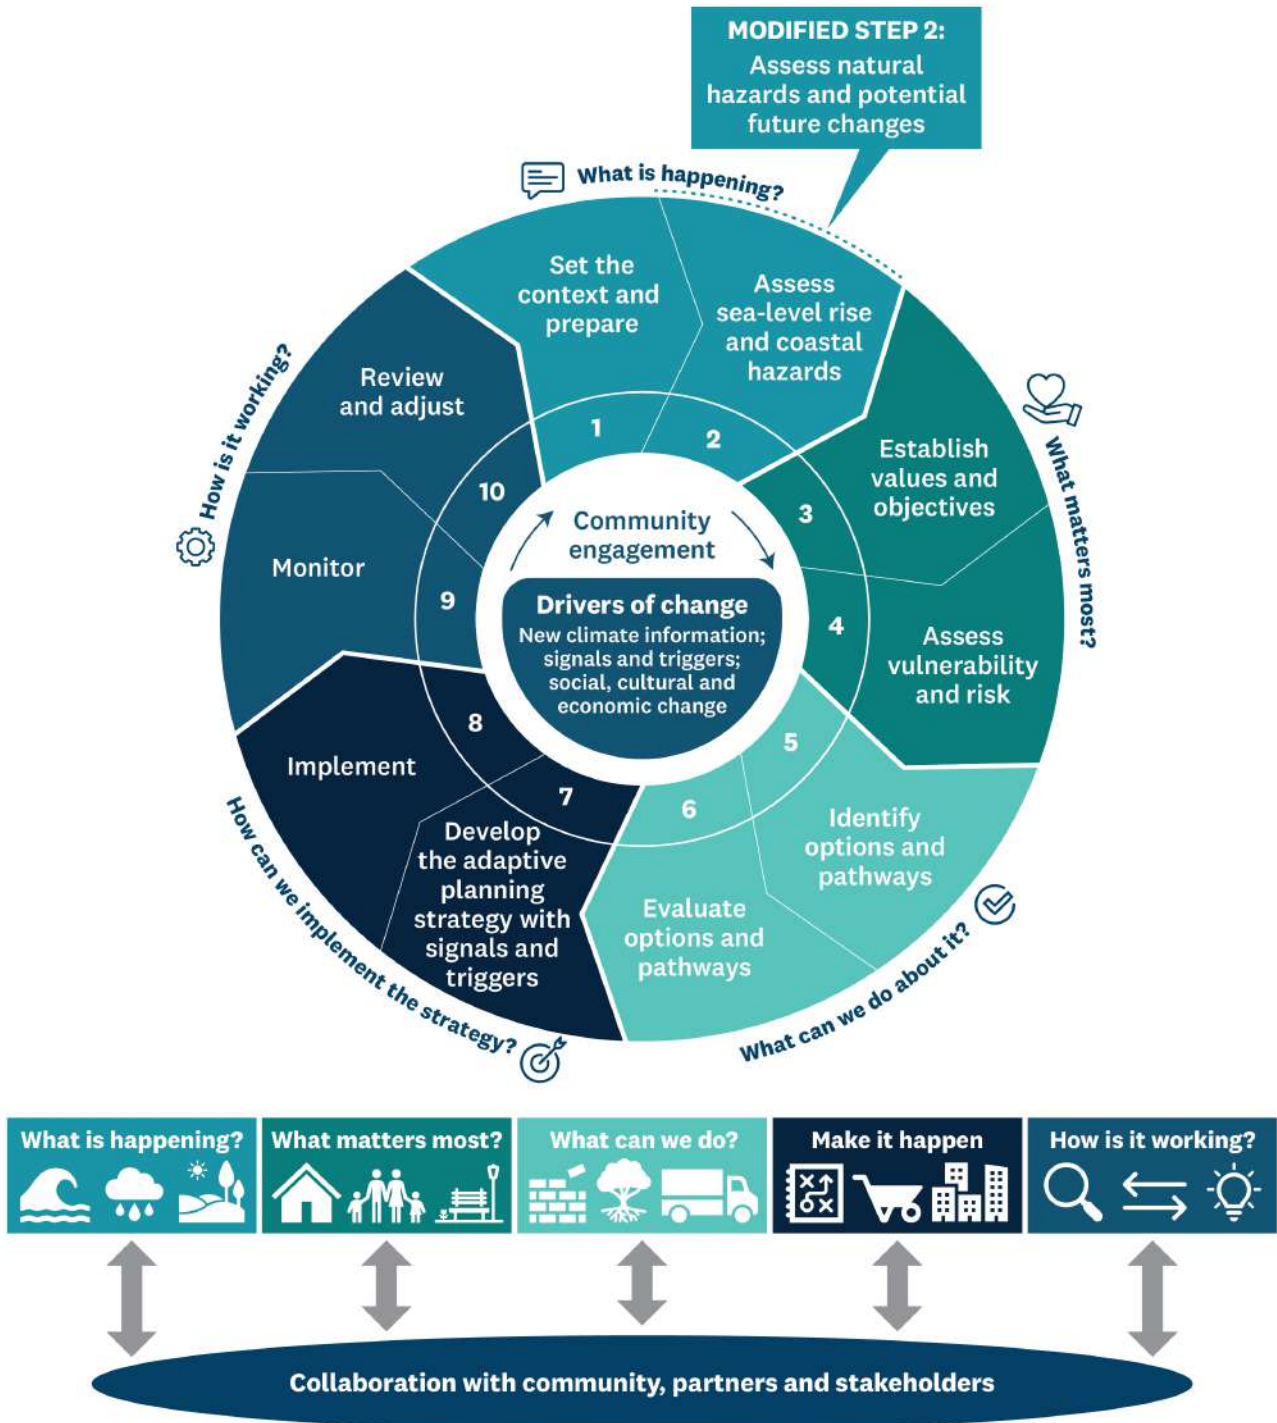 MODIFIED STEP 2:
Assess natural
hazards and potential
future changes
What is happening?
Set the
context and
prepare
1
Assess
sea-level rise
and coastal
hazards
2
What matters most?
Establish
values and
objectives
3
Assess
vulnerability
and risk
4
What can we do about it?
Identify
options and
pathways
5
Evaluate
options and
pathways
6
How can we implement the strategy?
Develop
the adaptive
planning
strategy with
signals and
triggers
7
Implement
8
How is it working?
Monitor
9
Review
and adjust
10
Community
engagement
Drivers of change
New climate information;
signals and triggers;
social, cultural and
economic change
What is happening?
What matters most?
What can we do?
Make it happen
How is it working?
Collaboration with community, partners and stakeholders